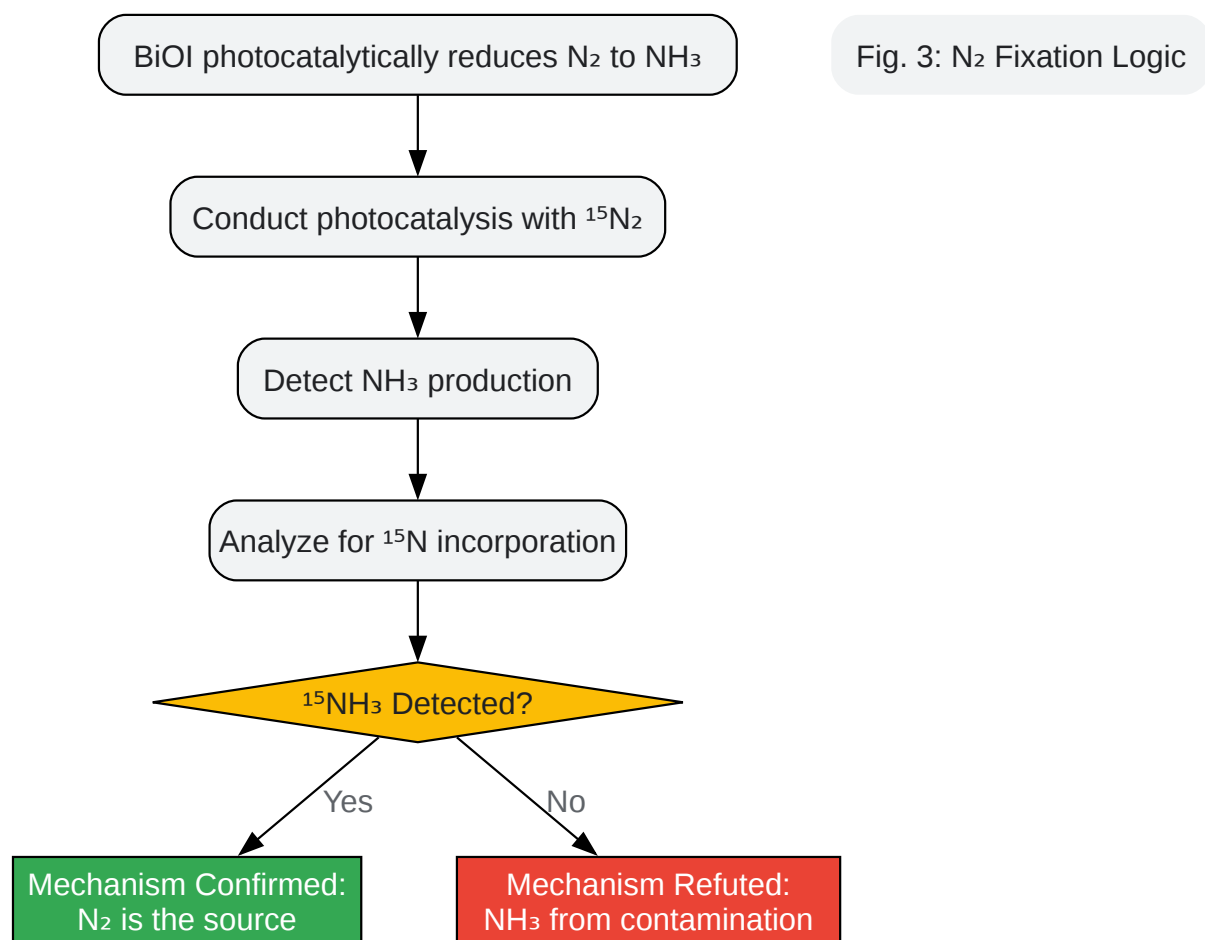 BiOI photocatalytically reduces N₂ to NH₃
Fig. 3: N₂ Fixation Logic
Conduct photocatalysis with ¹⁵N₂
Detect NH₃ production
Analyze for ¹⁵N incorporation
¹⁵NH₃ Detected?
Yes
No
Mechanism Confirmed:
N₂ is the source
Mechanism Refuted:
NH₃ from contamination